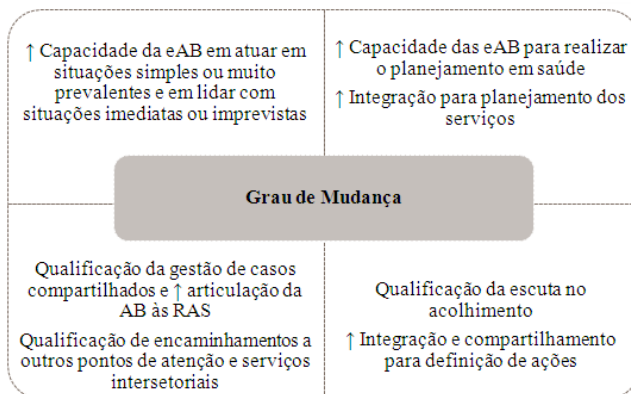 ↑ Capacidade da eAB em atuar em
situações simples ou muito
prevalentes e em lidar com
situações imediatas ou imprevistas
↑ Capacidade das eAB para realizar
o planejamento em saúde
↑ Integração para planejamento dos
serviços
Grau de Mudança
Qualificação da gestão de casos
compartilhados e ↑ articulação da
AB às RAS
Qualificação de encaminhamentos a
outros pontos de atenção e serviços
intersetoriais
Qualificação da escuta no
acolhimento
↑ Integração e compartilhamento
para definição de ações